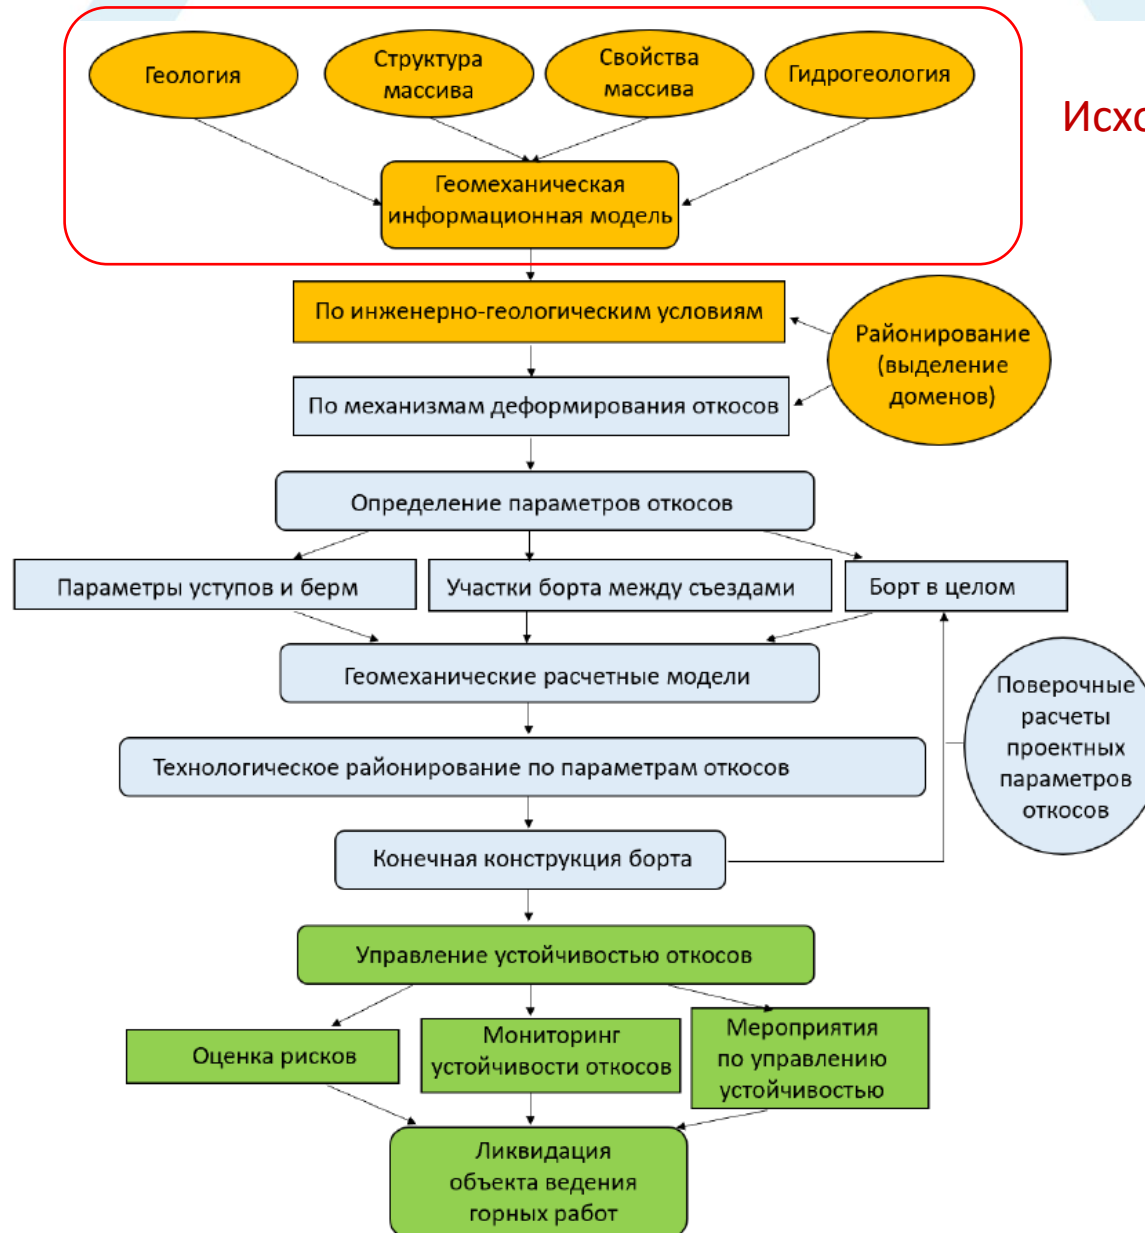 Геология
Структура
массива
Свойства
массива
Гидрогеология
Геомеханическая
информационная модель
По инженерно-геологическим условиям
Районирование
(выделение
доменов)
По механизмам деформирования откосов
Определение параметров откосов
Параметры уступов и берм
Участки борта между съездами
Борт в целом
Геомеханические расчетные модели
Поверочные
расчеты
проектных
параметров
откосов
Технологическое районирование по параметрам откосов
Конечная конструкция борта
Управление устойчивостью откосов
Оценка рисков
Мониторинг
устойчивости откосов
Мероприятия
по управлению
устойчивостью
Ликвидация
объекта ведения
горных работ